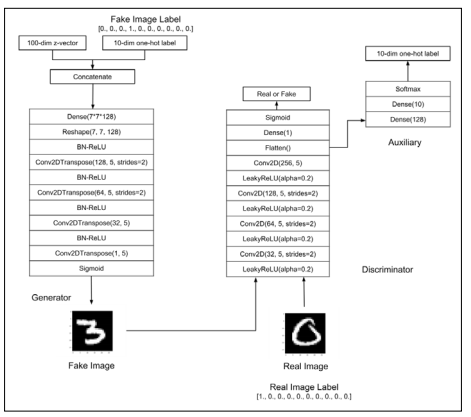 Fake Image Label
[0., 0., 0., 1., 0., 0., 0., 0., 0., 0.]
100-dim z-vector
10-dim one-hot label
Concatenate
Dense(7*7*128)
Reshape(7, 7, 128)
BN-ReLU
Conv2DTranspose(128, 5, strides=2)
BN-ReLU
Conv2DTranspose(64, 5, strides=2)
BN-ReLU
Conv2DTranspose(32, 5)
BN-ReLU
Conv2DTranspose(1, 5)
Sigmoid
Generator
3
Fake Image
Real or Fake
Sigmoid
Dense(1)
Flatten()
Conv2D(256, 5)
LeakyReLU(alpha=0.2)
Conv2D(128, 5, strides=2)
LeakyReLU(alpha=0.2)
Conv2D(64, 5, strides=2)
LeakyReLU(alpha=0.2)
Conv2D(32, 5, strides=2)
LeakyReLU(alpha=0.2)
Discriminator
0
Real Image
Real Image Label
[1., 0., 0., 0., 0., 0., 0., 0., 0., 0.]
10-dim one-hot label
Softmax
Dense(10)
Dense(128)
Auxiliary